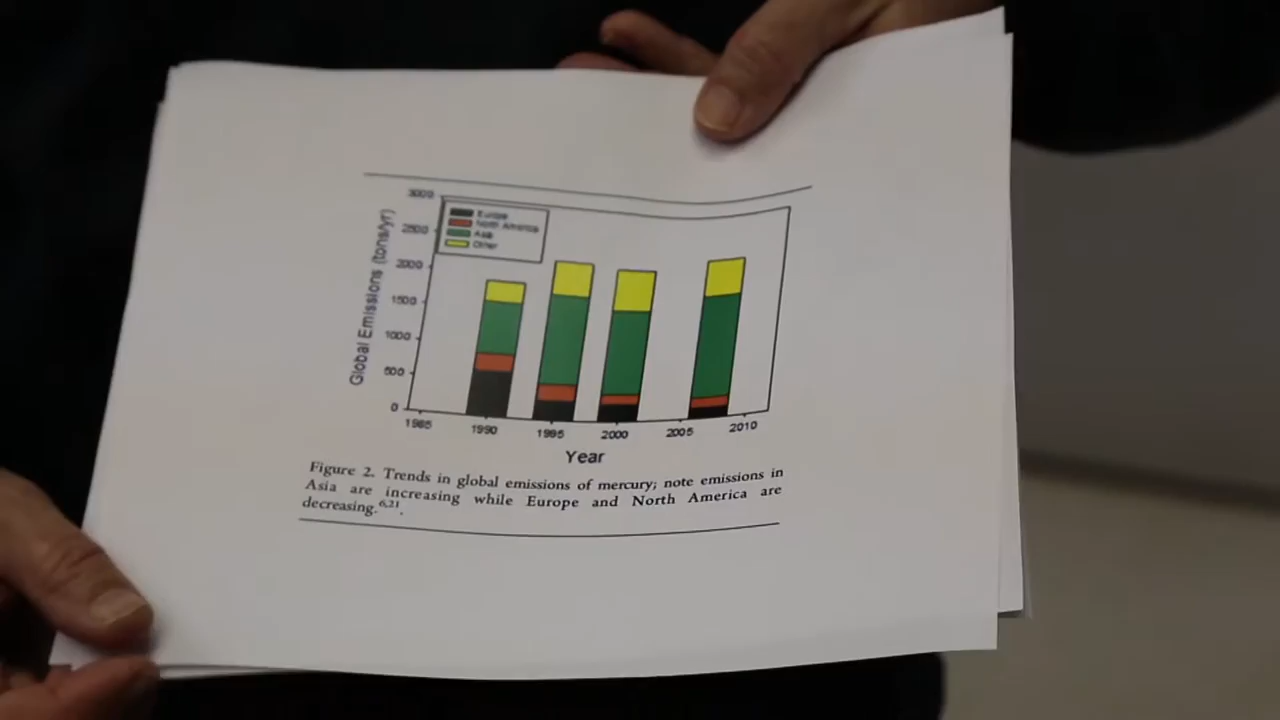 3000
2500
2000
1500
1000
500
0
Global Emissions (tons/yr)
Europe
North America
Asia
Other
1985 1990 1995 2000 2005 2010
Year
Figure 2. Trends in global emissions of mercury; note emissions in
Asia are increasing while Europe and North America are
decreasing.6,21.